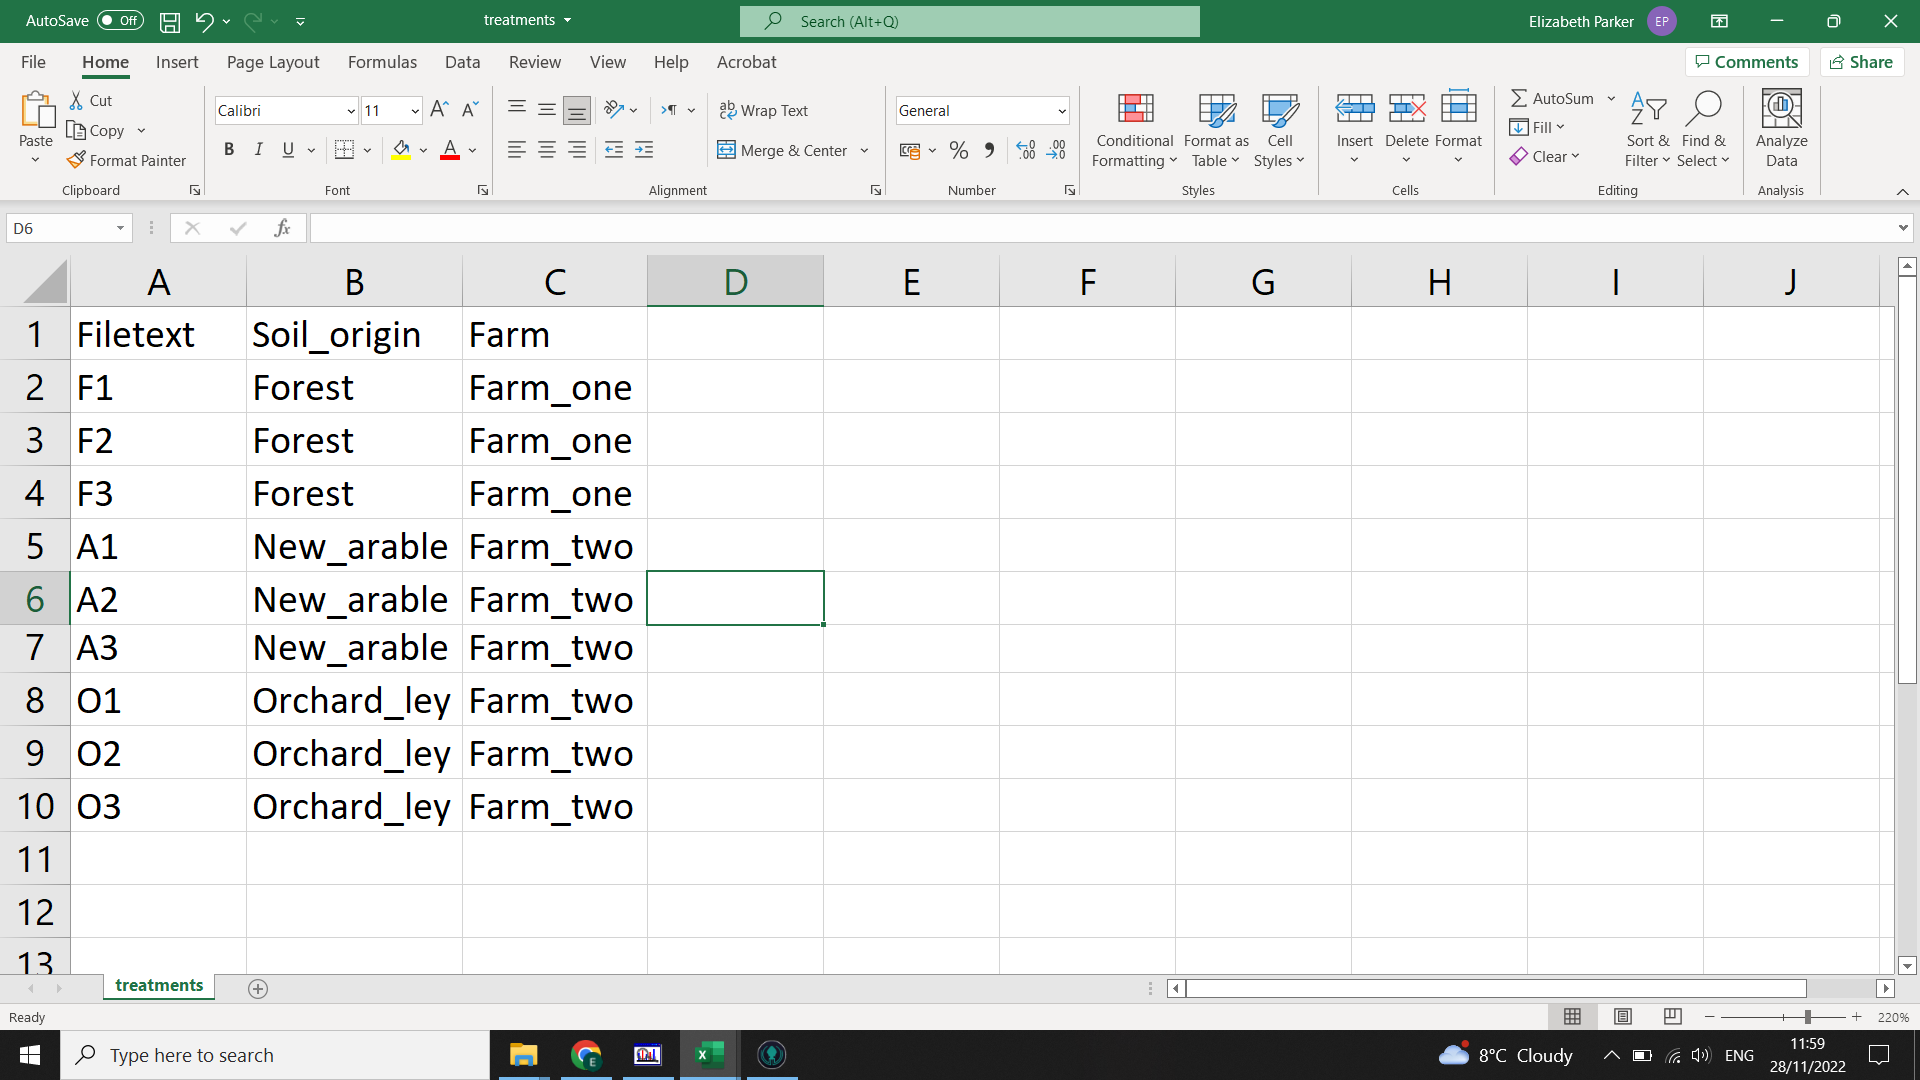 AutoSave Off treatments Search (Alt+Q) Elizabeth Parker EP
File Home Insert Page Layout Formulas Data Review View Help Acrobat Comments Share
Paste Cut Copy Format Painter Clipboard
Calibri 11 B I U A Font
ab Wrap Text Merge & Center Alignment
General % Number
Conditional Formatting Format as Table Cell Styles Styles
Insert Delete Format Cells
AutoSum Fill Clear Sort & Filter Find & Select Editing
Analyze Data Analysis
D6 fx
A B C D E F G H I J
1 Filetext Soil_origin Farm
2 F1 Forest Farm_one
3 F2 Forest Farm_one
4 F3 Forest Farm_one
5 A1 New_arable Farm_two
6 A2 New_arable Farm_two
7 A3 New_arable Farm_two
8 O1 Orchard_ley Farm_two
9 O2 Orchard_ley Farm_two
10 O3 Orchard_ley Farm_two
11
12
13
treatments
Ready 220%
Type here to search 8°C Cloudy ENG 11:59
28/11/2022